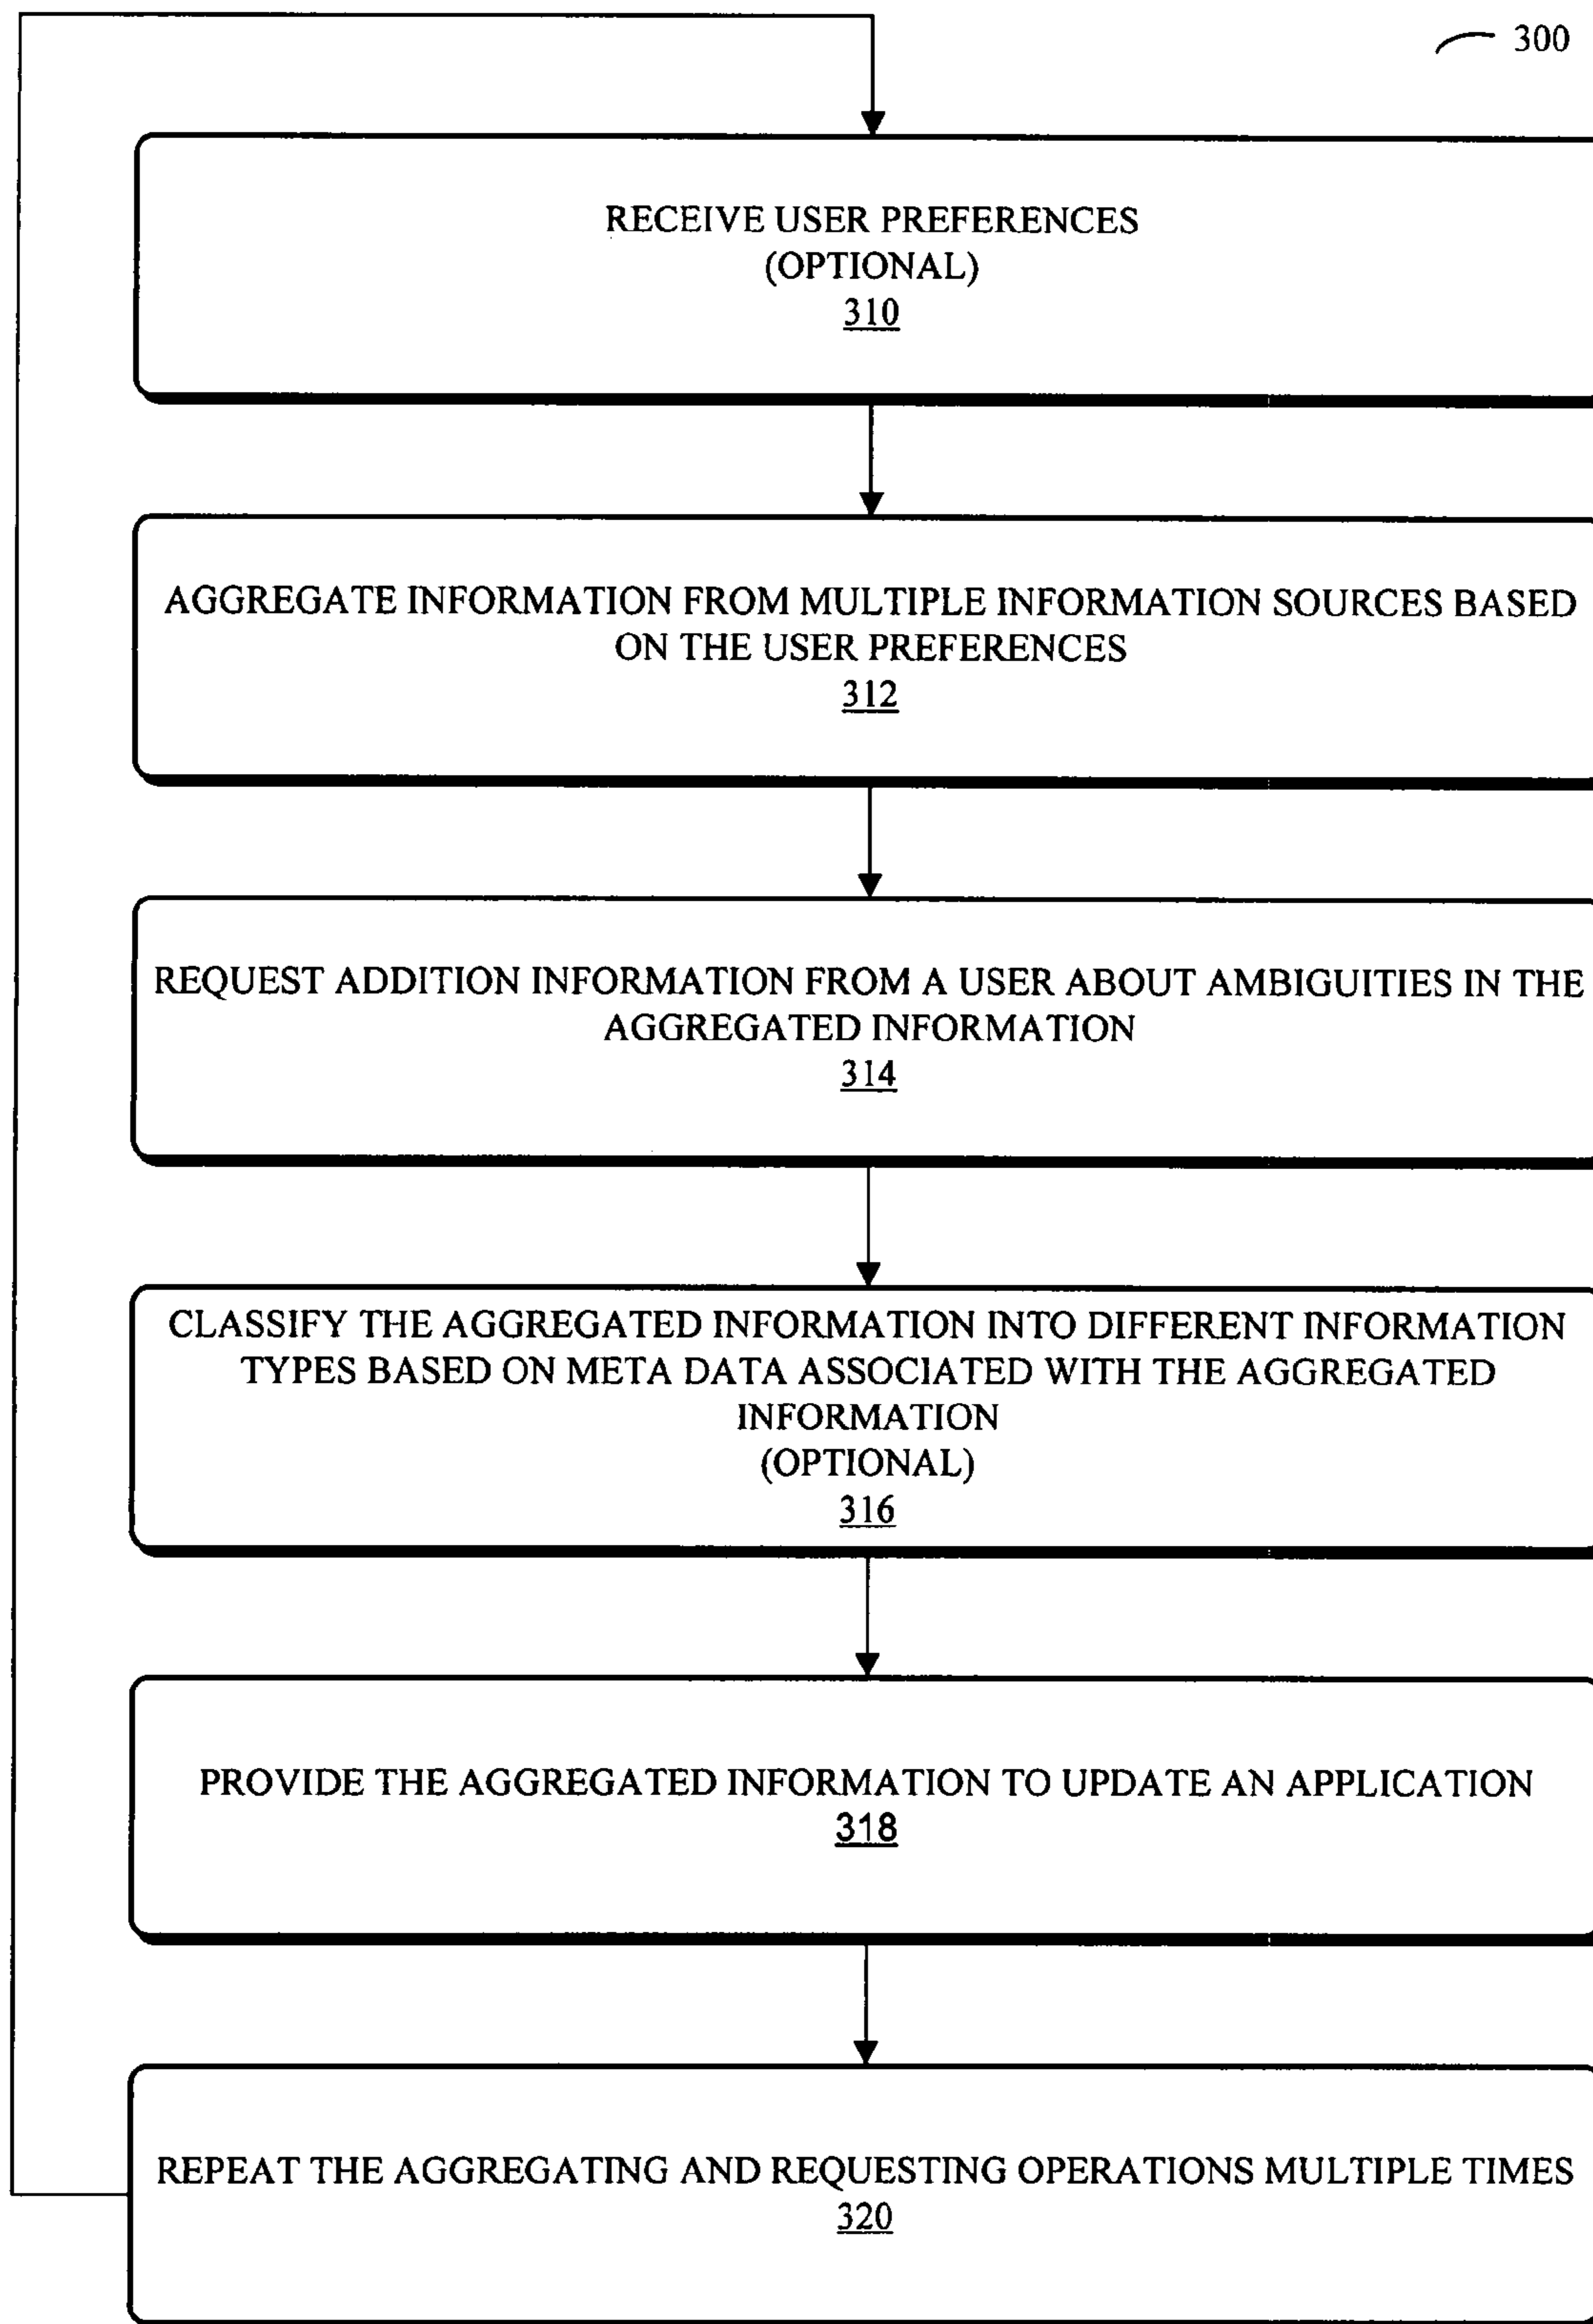 300
RECEIVE USER PREFERENCES
(OPTIONAL)
310
AGGREGATE INFORMATION FROM MULTIPLE INFORMATION SOURCES BASED
ON THE USER PREFERENCES
312
REQUEST ADDITION INFORMATION FROM A USER ABOUT AMBIGUITIES IN THE
AGGREGATED INFORMATION
314
CLASSIFY THE AGGREGATED INFORMATION INTO DIFFERENT INFORMATION
TYPES BASED ON META DATA ASSOCIATED WITH THE AGGREGATED
INFORMATION
(OPTIONAL)
316
PROVIDE THE AGGREGATED INFORMATION TO UPDATE AN APPLICATION
318
REPEAT THE AGGREGATING AND REQUESTING OPERATIONS MULTIPLE TIMES
320